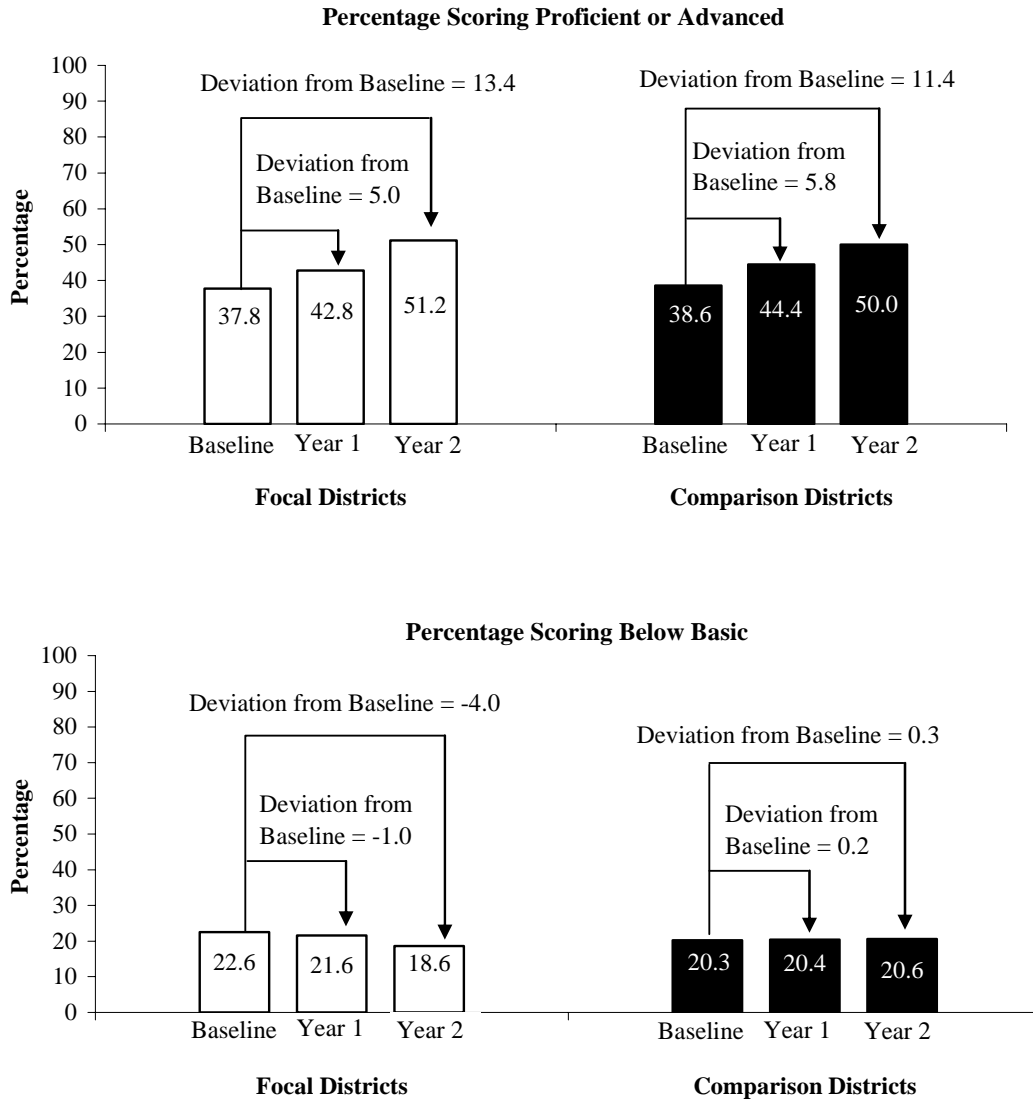 Percentage Scoring Proficient or Advanced
Percentage
100
90
80
70
60
50
40
30
20
10
0
Deviation from Baseline = 13.4
Deviation from
Baseline = 5.0
37.8
42.8
51.2
Baseline
Year 1
Year 2
Focal Districts
Deviation from Baseline = 11.4
Deviation from
Baseline = 5.8
38.6
44.4
50.0
Baseline
Year 1
Year 2
Comparison Districts
Percentage Scoring Below Basic
Percentage
100
90
80
70
60
50
40
30
20
10
0
Deviation from Baseline = -4.0
Deviation from
Baseline = -1.0
22.6
21.6
18.6
Baseline
Year 1
Year 2
Focal Districts
Deviation from Baseline = 0.3
Deviation from
Baseline = 0.2
20.3
20.4
20.6
Baseline
Year 1
Year 2
Comparison Districts